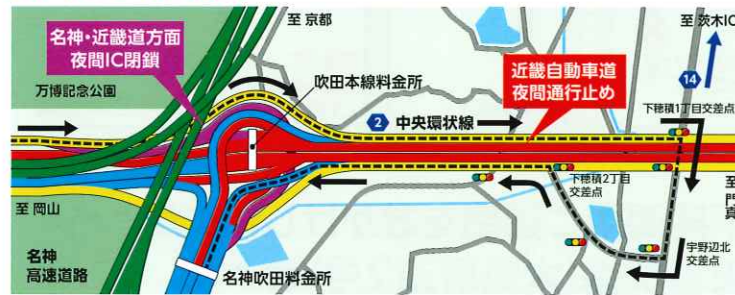 至 京都
至 茨木IC
名神・近畿道方面
夜間IC閉鎖
吹田本線料金所
近畿自動車道
夜間通行止め
14
万博記念公園
2 中央環状線
下穂積1丁目交差点
下穂積2丁目
交差点
至 岡山
至
門
真
名神
高速道路
名神吹田料金所
宇野辺北
交差点